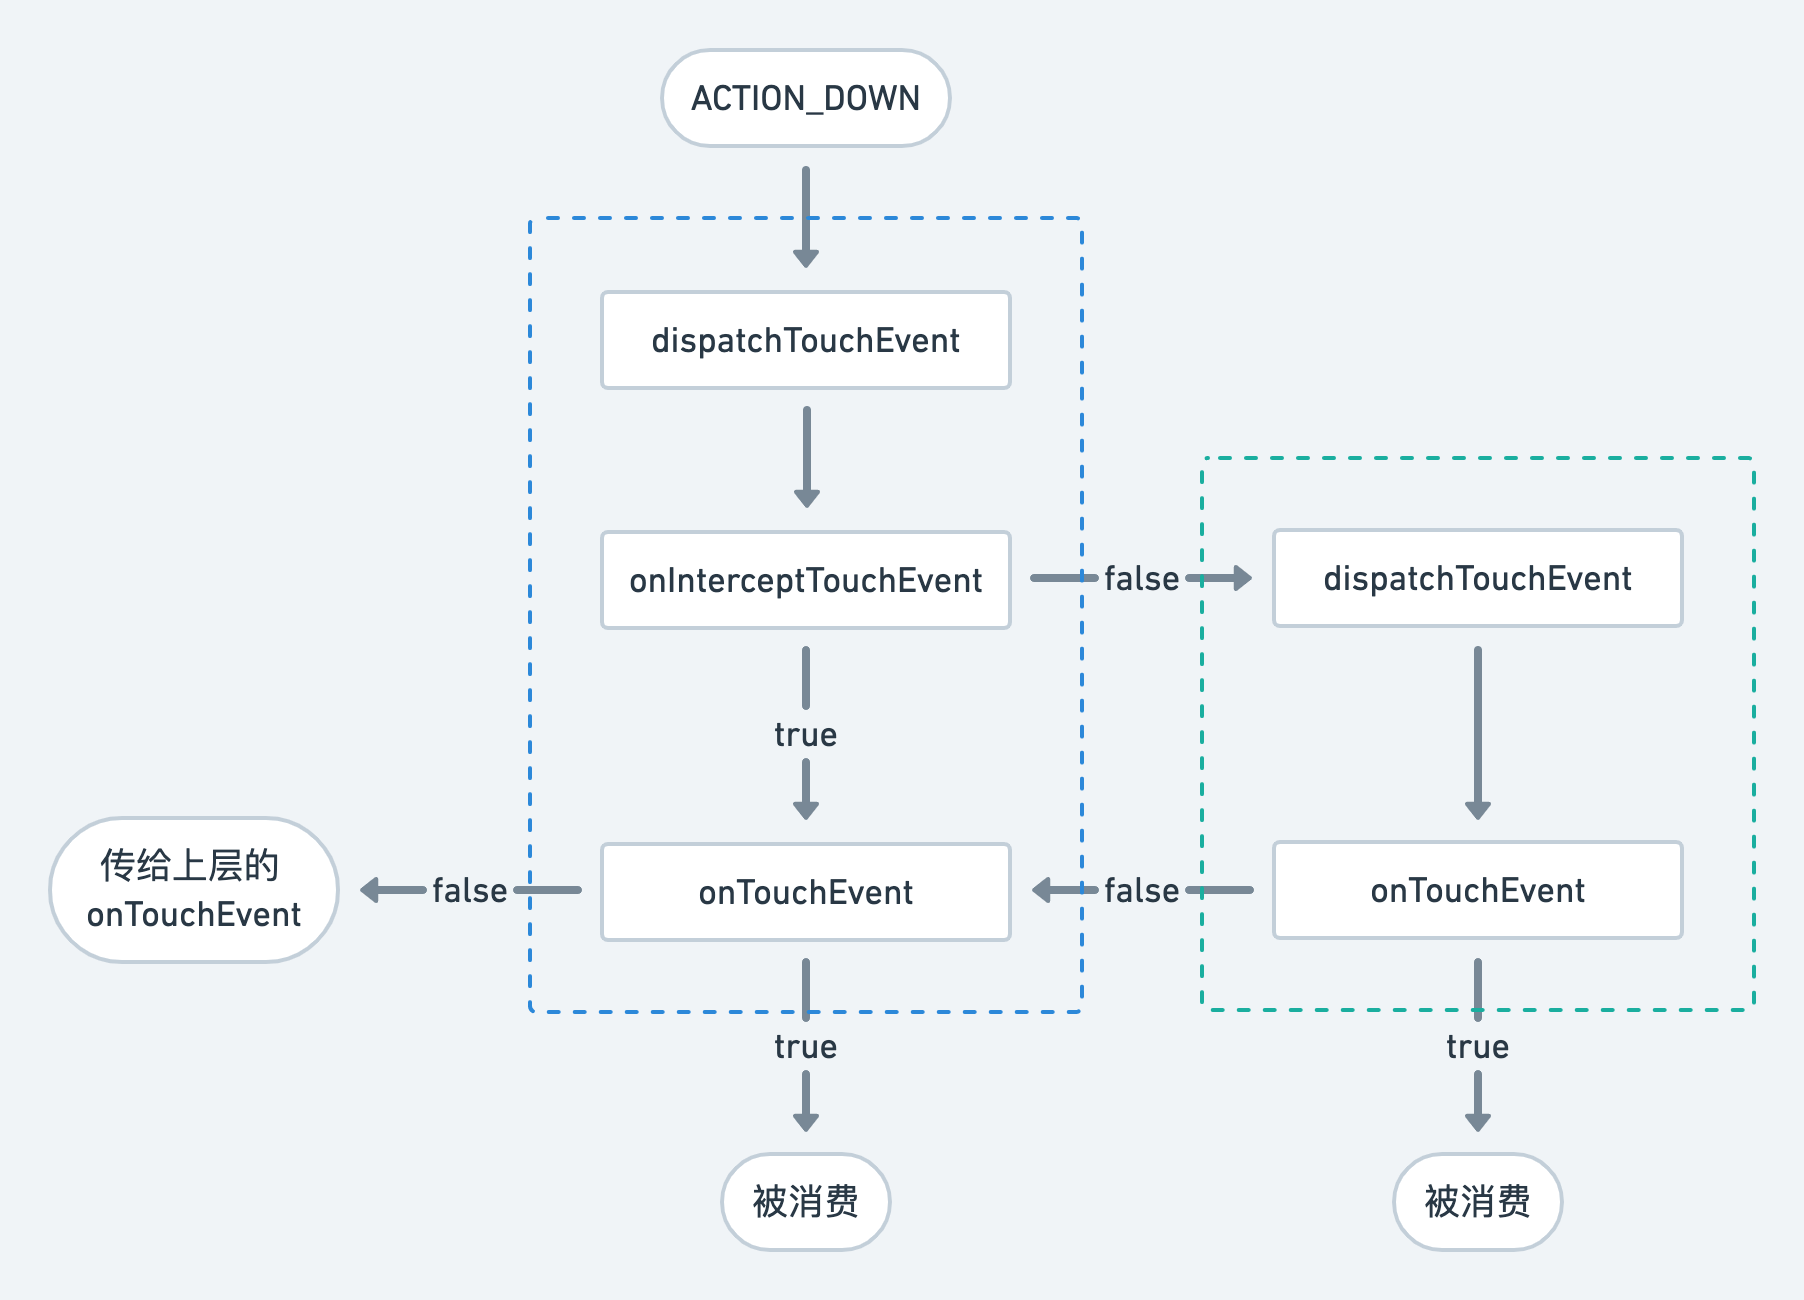 ACTION_DOWN
dispatchTouchEvent
onInterceptTouchEvent
false
dispatchTouchEvent
true
传给上层的
onTouchEvent
false
onTouchEvent
false
onTouchEvent
true
true
被消费
被消费